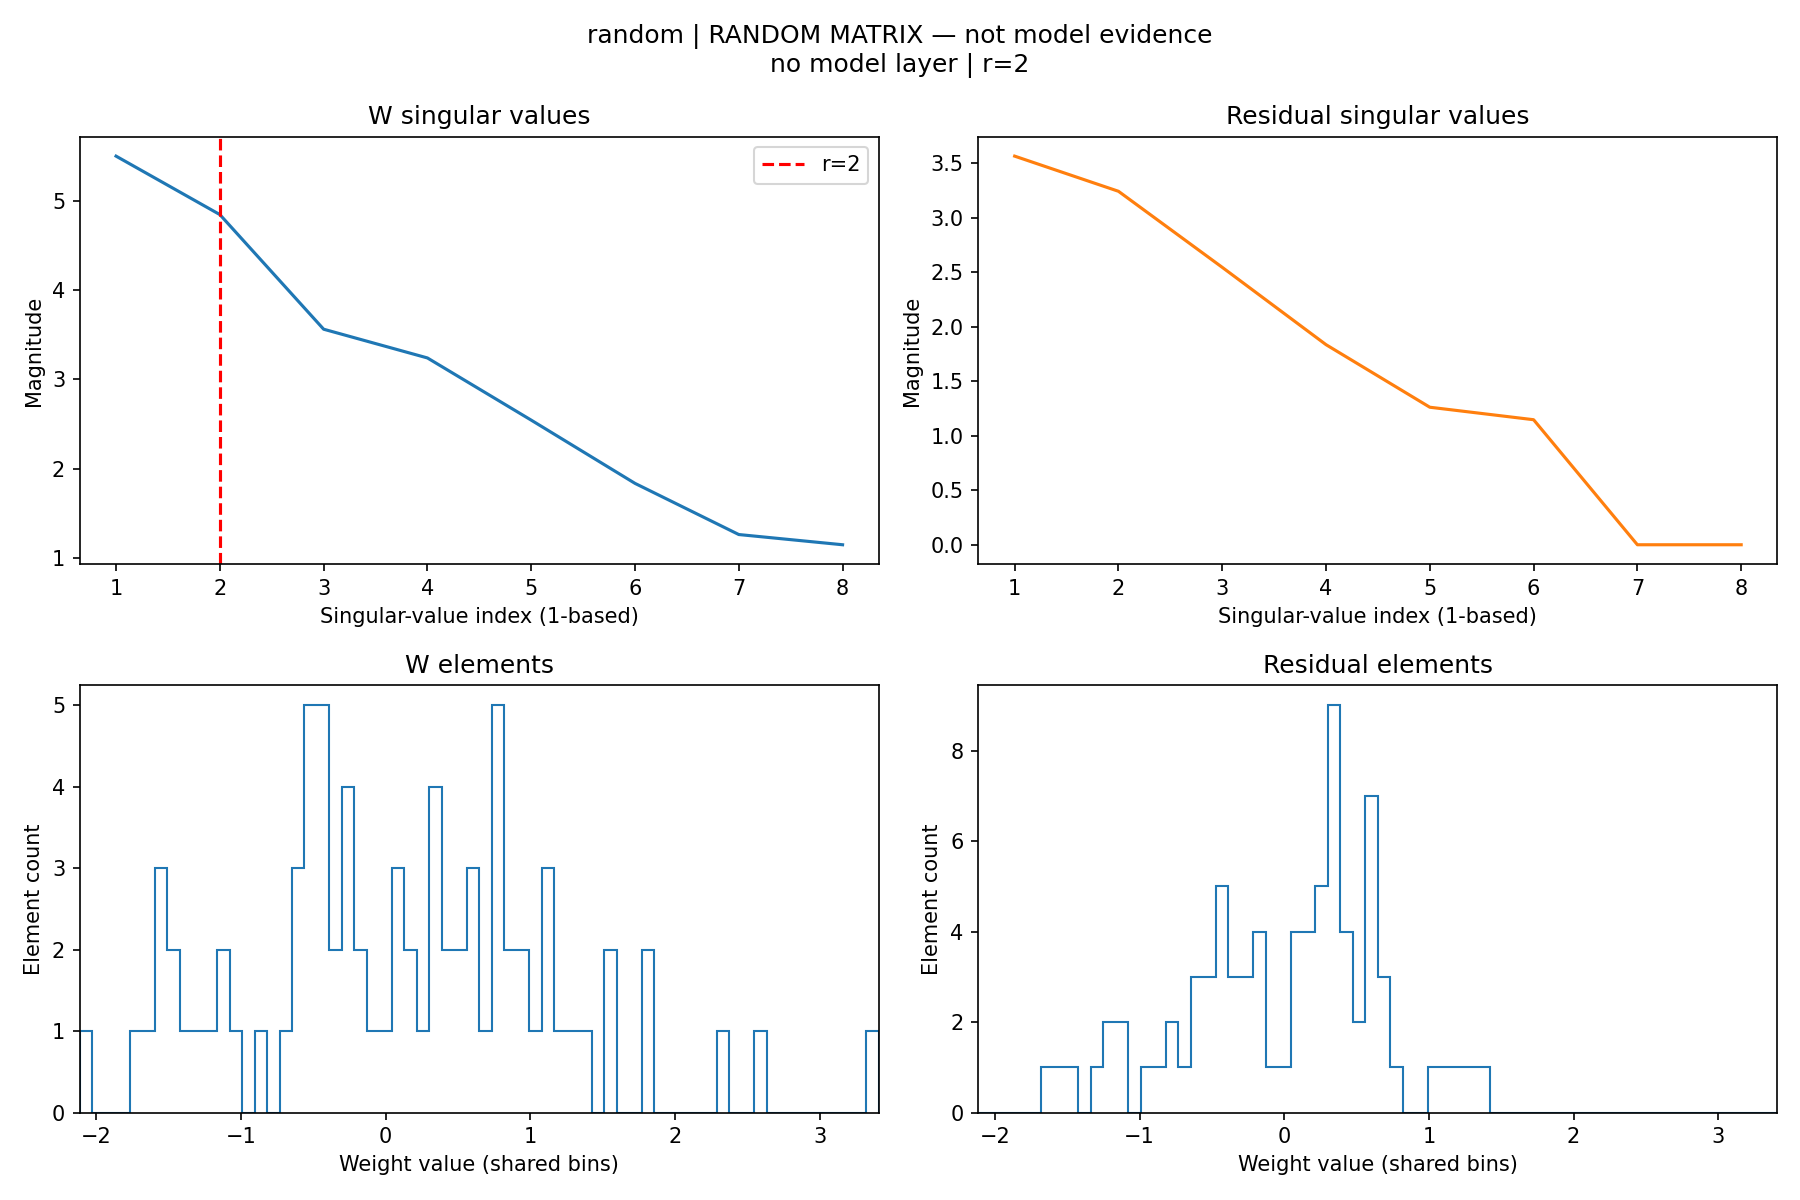 random | RANDOM MATRIX — not model evidence
no model layer | r=2
W singular values
r=2
Magnitude
5
4
3
2
1
1 2 3 4 5 6 7 8
Singular-value index (1-based)
Residual singular values
Magnitude
3.5
3.0
2.5
2.0
1.5
1.0
0.5
0.0
1 2 3 4 5 6 7 8
Singular-value index (1-based)
W elements
Element count
5
4
3
2
1
0
−2 −1 0 1 2 3
Weight value (shared bins)
Residual elements
Element count
8
6
4
2
0
−2 −1 0 1 2 3
Weight value (shared bins)